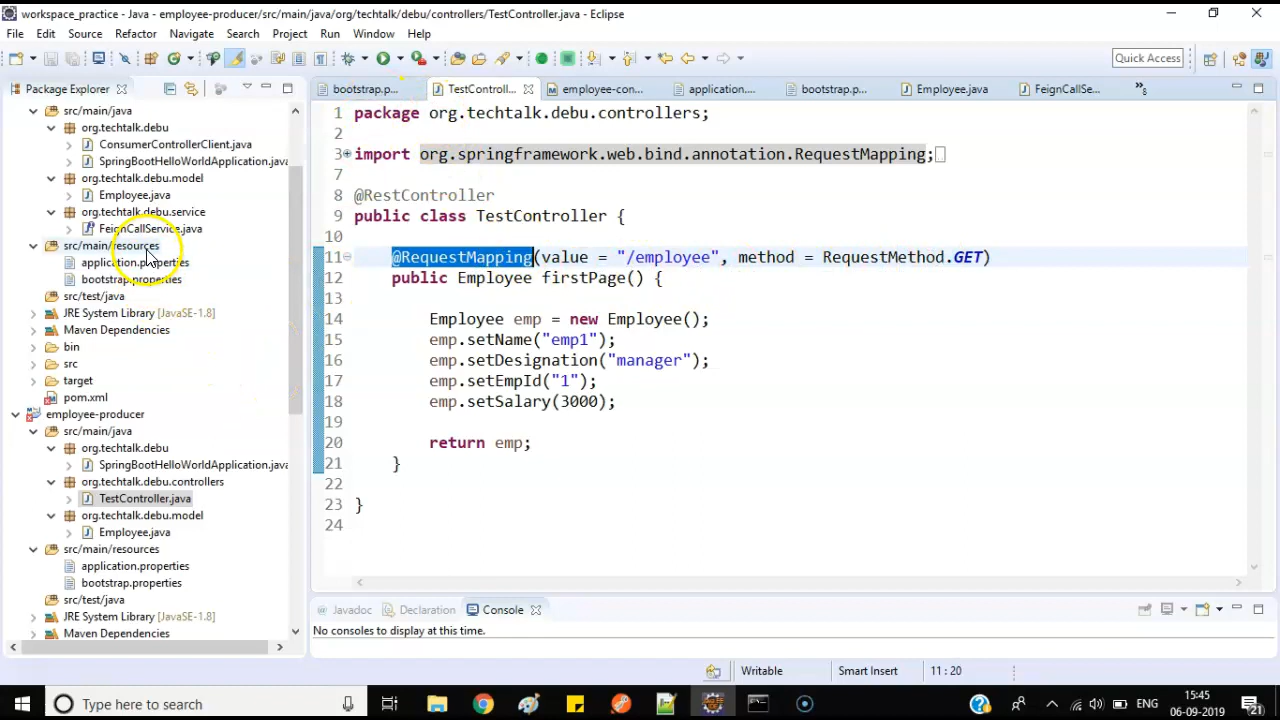 workspace_practice - Java - employee-producer/src/main/java/org/techtalk/debu/controllers/TestController.java - Eclipse
File Edit Source Refactor Navigate Search Project Run Window Help
Quick Access
Package Explorer
src/main/java
org.techtalk.debu
ConsumerControllerClient.java
SpringBootHelloWorldApplication.java
org.techtalk.debu.model
Employee.java
org.techtalk.debu.service
FeignCallService.java
src/main/resources
application.properties
bootstrap.properties
src/test/java
JRE System Library [JavaSE-1.8]
Maven Dependencies
bin
src
target
pom.xml
employee-producer
src/main/java
org.techtalk.debu
SpringBootHelloWorldApplication.java
org.techtalk.debu.controllers
TestController.java
org.techtalk.debu.model
Employee.java
src/main/resources
application.properties
bootstrap.properties
src/test/java
JRE System Library [JavaSE-1.8]
Maven Dependencies
bootstrap.p... TestControll... employee-con... application.... bootstrap.p... Employee.java FeignCallSe... »8
1 package org.techtalk.debu.controllers;
2
3 import org.springframework.web.bind.annotation.RequestMapping;
7
8 @RestController
9 public class TestController {
10
11 @RequestMapping(value = "/employee", method = RequestMethod.GET)
12 public Employee firstPage() {
13
14 Employee emp = new Employee();
15 emp.setName("emp1");
16 emp.setDesignation("manager");
17 emp.setEmpId("1");
18 emp.setSalary(3000);
19
20 return emp;
21 }
22
23 }
24
Javadoc Declaration Console
No consoles to display at this time.
Writable Smart Insert 11 : 20
Type here to search
ENG
15:45
06-09-2019
21